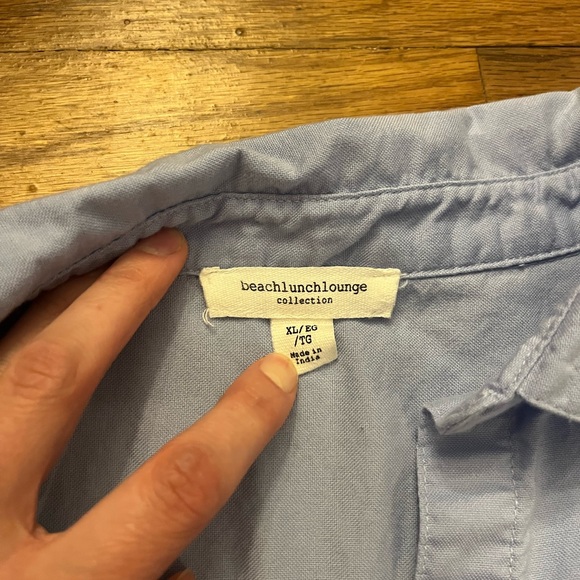 beachlunchlounge
collection
XL/EG
/TG
Made in
India